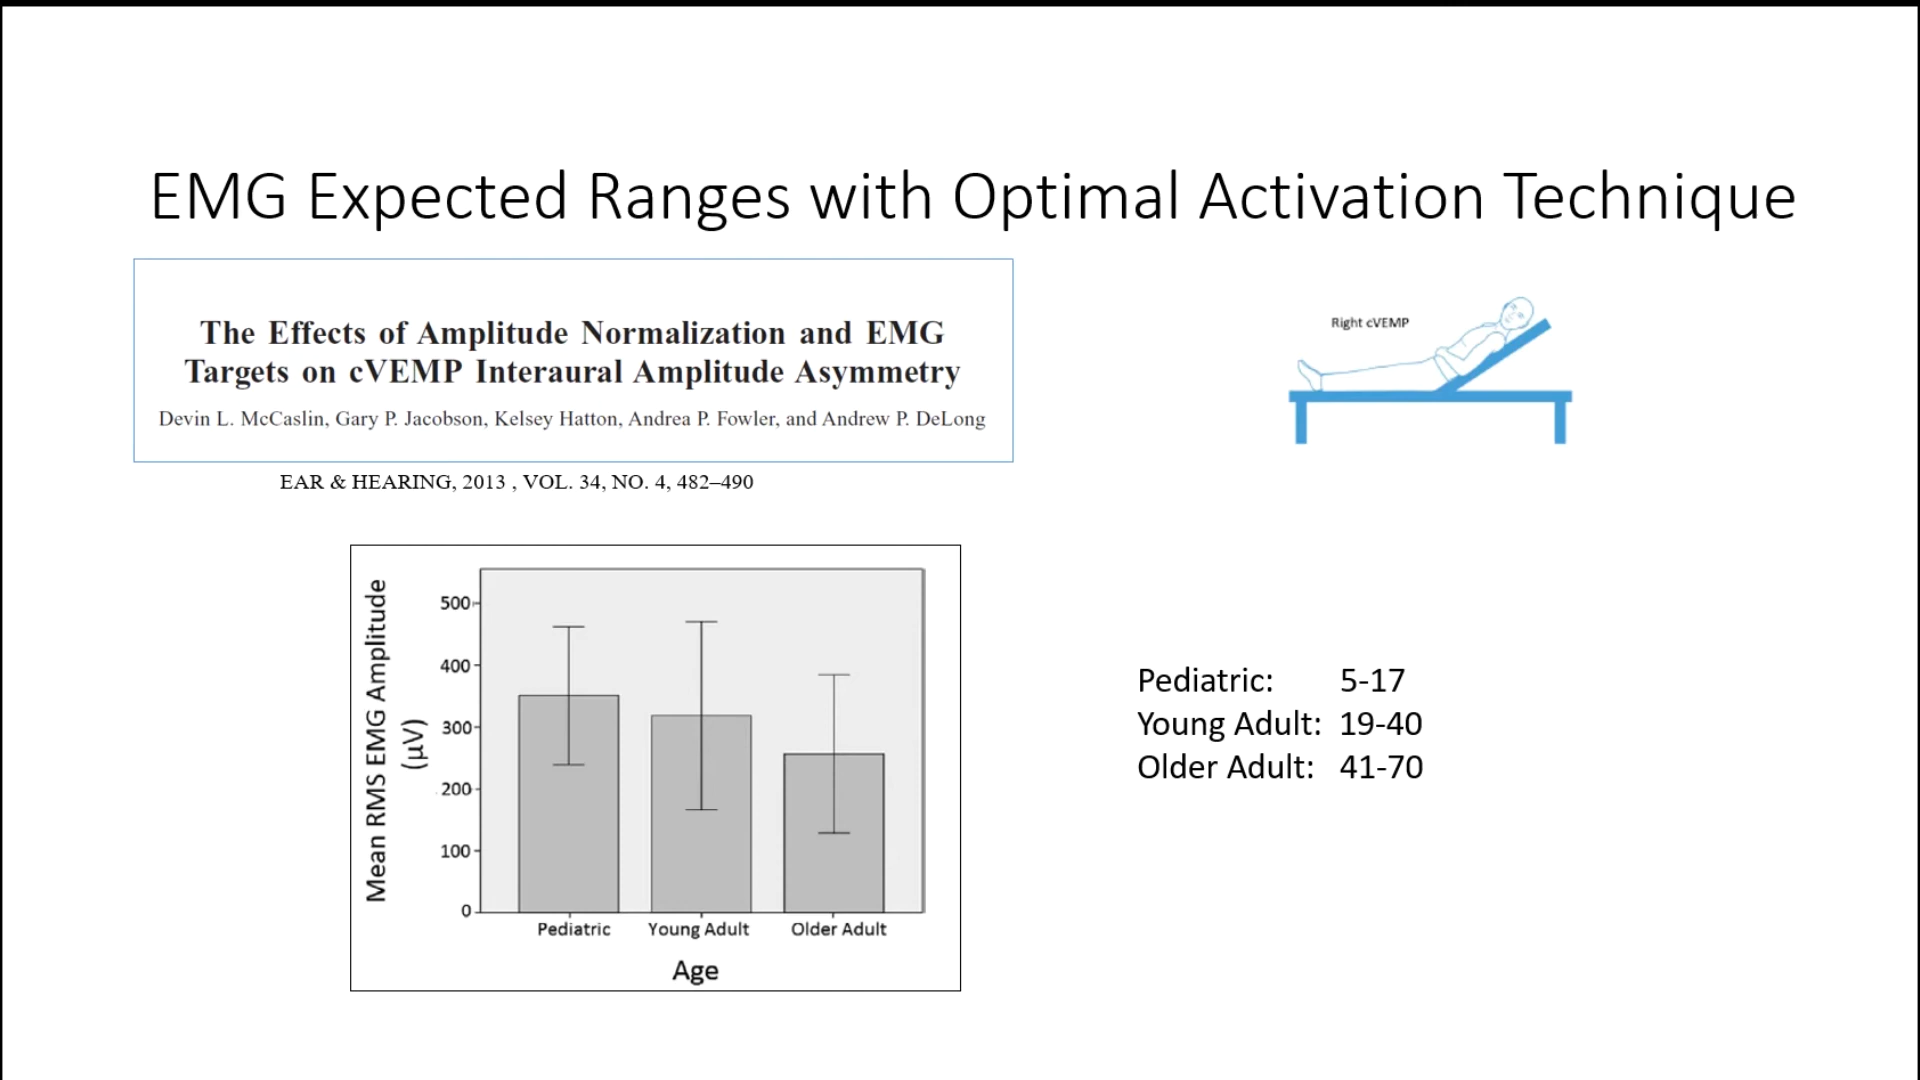 EMG Expected Ranges with Optimal Activation Technique
The Effects of Amplitude Normalization and EMG
Targets on cVEMP Interaural Amplitude Asymmetry
Devin L. McCaslin, Gary P. Jacobson, Kelsey Hatton, Andrea P. Fowler, and Andrew P. DeLong
EAR & HEARING, 2013 , VOL. 34, NO. 4, 482–490
Right cVEMP
Mean RMS EMG Amplitude
(µV)
500
400
300
200
100
0
Pediatric Young Adult Older Adult
Age
Pediatric: 5-17
Young Adult: 19-40
Older Adult: 41-70